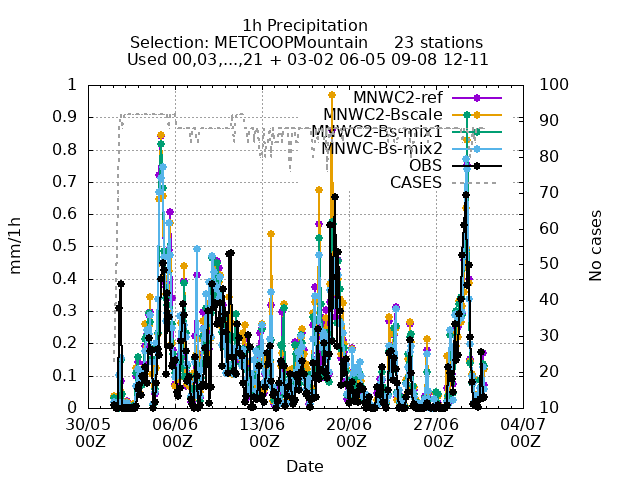 1h Precipitation
Selection: METCOOPMountain 23 stations
Used 00,03,...,21 + 03-02 06-05 09-08 12-11
MNWC2-ref
MNWC2-Bscale
MNWC2-Bs-mix1
MNWC-Bs-mix2
OBS
CASES
1
0.9
0.8
0.7
0.6
0.5
0.4
0.3
0.2
0.1
0
100
90
80
70
60
50
40
30
20
10
mm/1h
No cases
30/05 06/06 13/06 20/06 27/06 04/07
00Z 00Z 00Z 00Z 00Z 00Z
Date